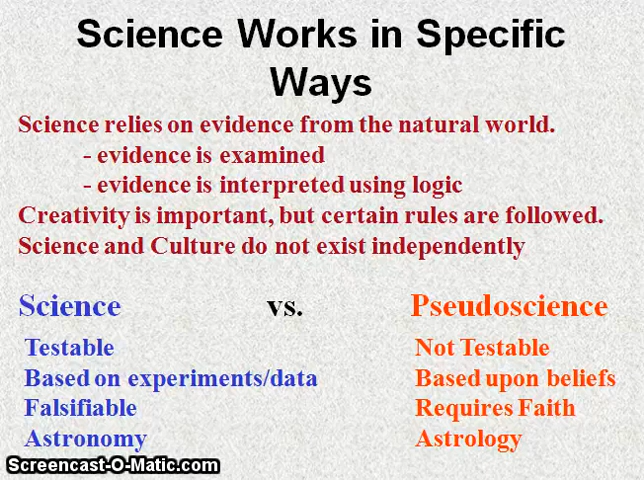 Science Works in Specific
Ways
Science relies on evidence from the natural world.
- evidence is examined
- evidence is interpreted using logic
Creativity is important, but certain rules are followed.
Science and Culture do not exist independently
Science vs. Pseudoscience
Testable Not Testable
Based on experiments/data Based upon beliefs
Falsifiable Requires Faith
Astronomy Astrology
Screencast-O-Matic.com